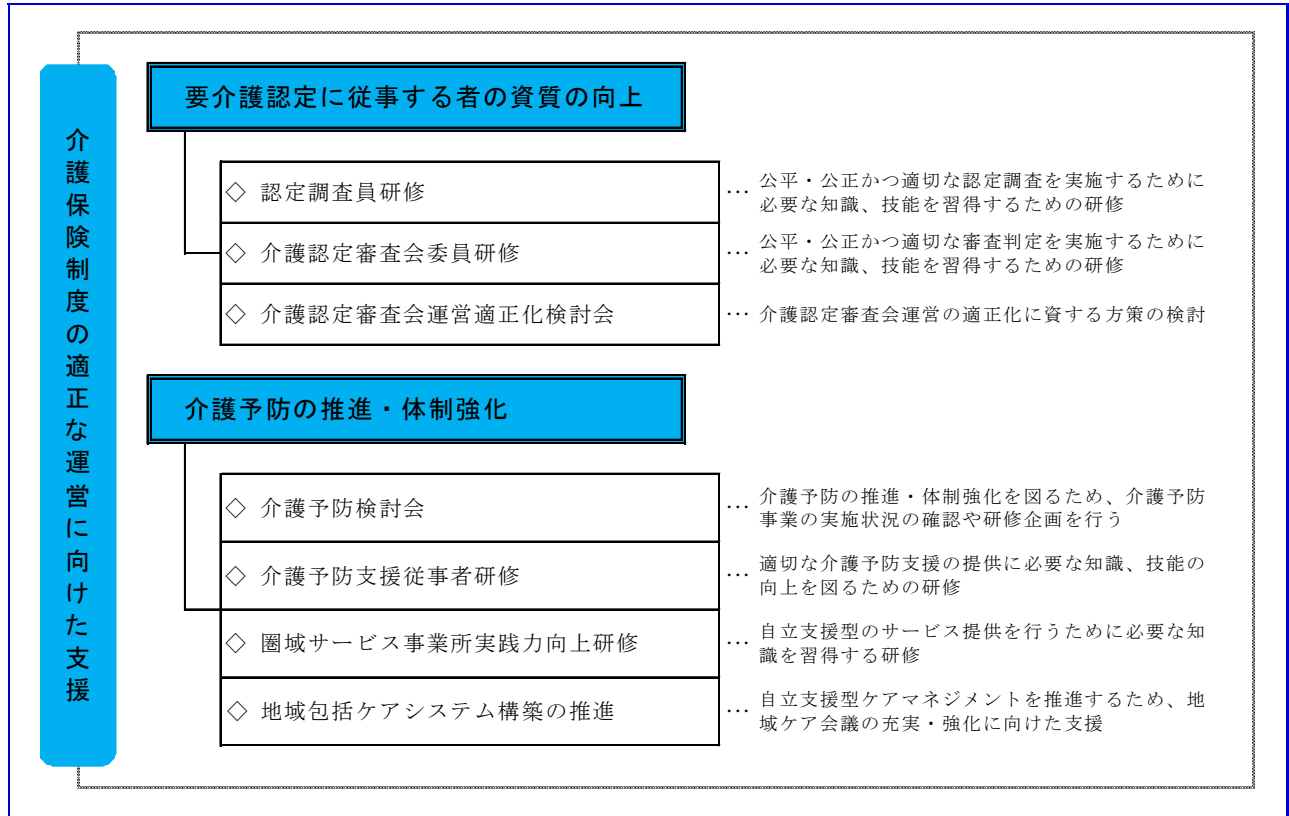 介護保険制度の適正な運営に向けた支援
要介護認定に従事する者の資質の向上
◇ 認定調査員研修
… 公平・公正かつ適切な認定調査を実施するために
必要な知識、技能を習得するための研修
◇ 介護認定審査会委員研修
… 公平・公正かつ適切な審査判定を実施するために
必要な知識、技能を習得するための研修
◇ 介護認定審査会運営適正化検討会
… 介護認定審査会運営の適正化に資する方策の検討
介護予防の推進・体制強化
◇ 介護予防検討会
… 介護予防の推進・体制強化を図るため、介護予防
事業の実施状況の確認や研修企画を行う
◇ 介護予防支援従事者研修
… 適切な介護予防支援の提供に必要な知識、技能の
向上を図るための研修
◇ 圏域サービス事業所実践力向上研修
… 自立支援型のサービス提供を行うために必要な知
識を習得する研修
◇ 地域包括ケアシステム構築の推進
… 自立支援型ケアマネジメントを推進するため、地
域ケア会議の充実・強化に向けた支援